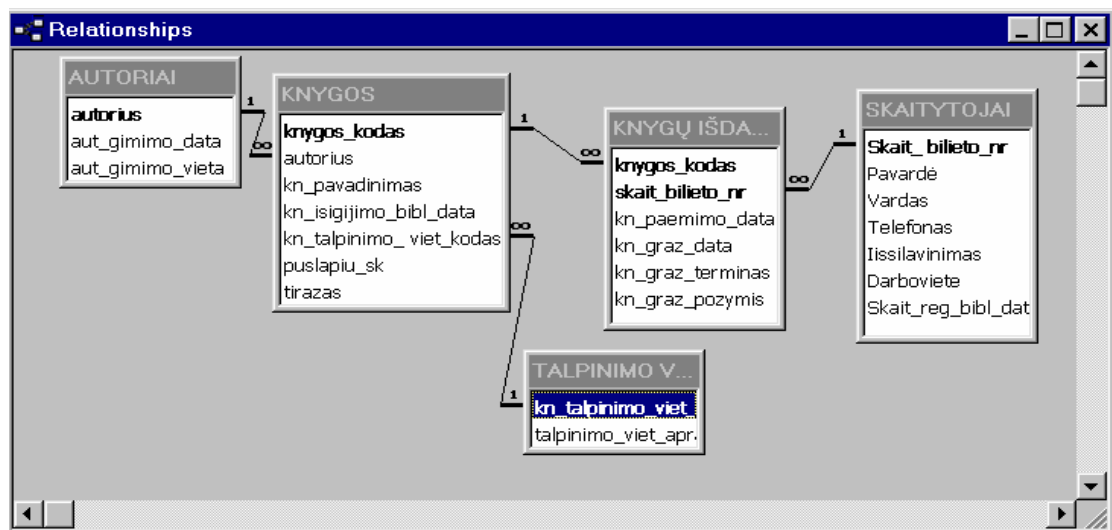 Relationships
AUTORIAI
autorius
aut_gimimo_data
aut_gimimo_vieta
1
∞
KNYGOS
knygos_kodas
autorius
kn_pavadinimas
kn_isigijimo_bibl_data
kn_talpinimo_ viet_kodas
puslapiu_sk
tirazas
1
∞
∞
1
KNYGŲ IŠDA...
knygos_kodas
skait_bilieto_nr
kn_paemimo_data
kn_graz_data
kn_graz_terminas
kn_graz_pozymis
∞
1
SKAITYTOJAI
Skait_ bilieto_nr
Pavardė
Vardas
Telefonas
Iissilavinimas
Darboviete
Skait_reg_bibl_dat
TALPINIMO V...
kn_talpinimo_viet_
talpinimo_viet_apr.